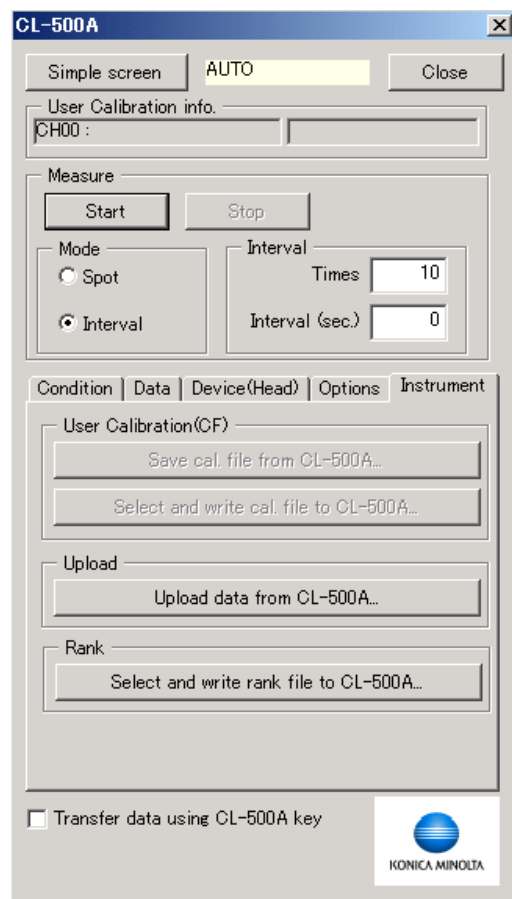 CL-500A
Simple screen AUTO Close
User Calibration info.
CH00 :
Measure
Start Stop
Mode
Spot
Interval
Interval
Times 10
Interval (sec.) 0
Condition Data Device(Head) Options Instrument
User Calibration(CF)
Save cal. file from CL-500A...
Select and write cal. file to CL-500A...
Upload
Upload data from CL-500A...
Rank
Select and write rank file to CL-500A...
Transfer data using CL-500A key
KONICA MINOLTA